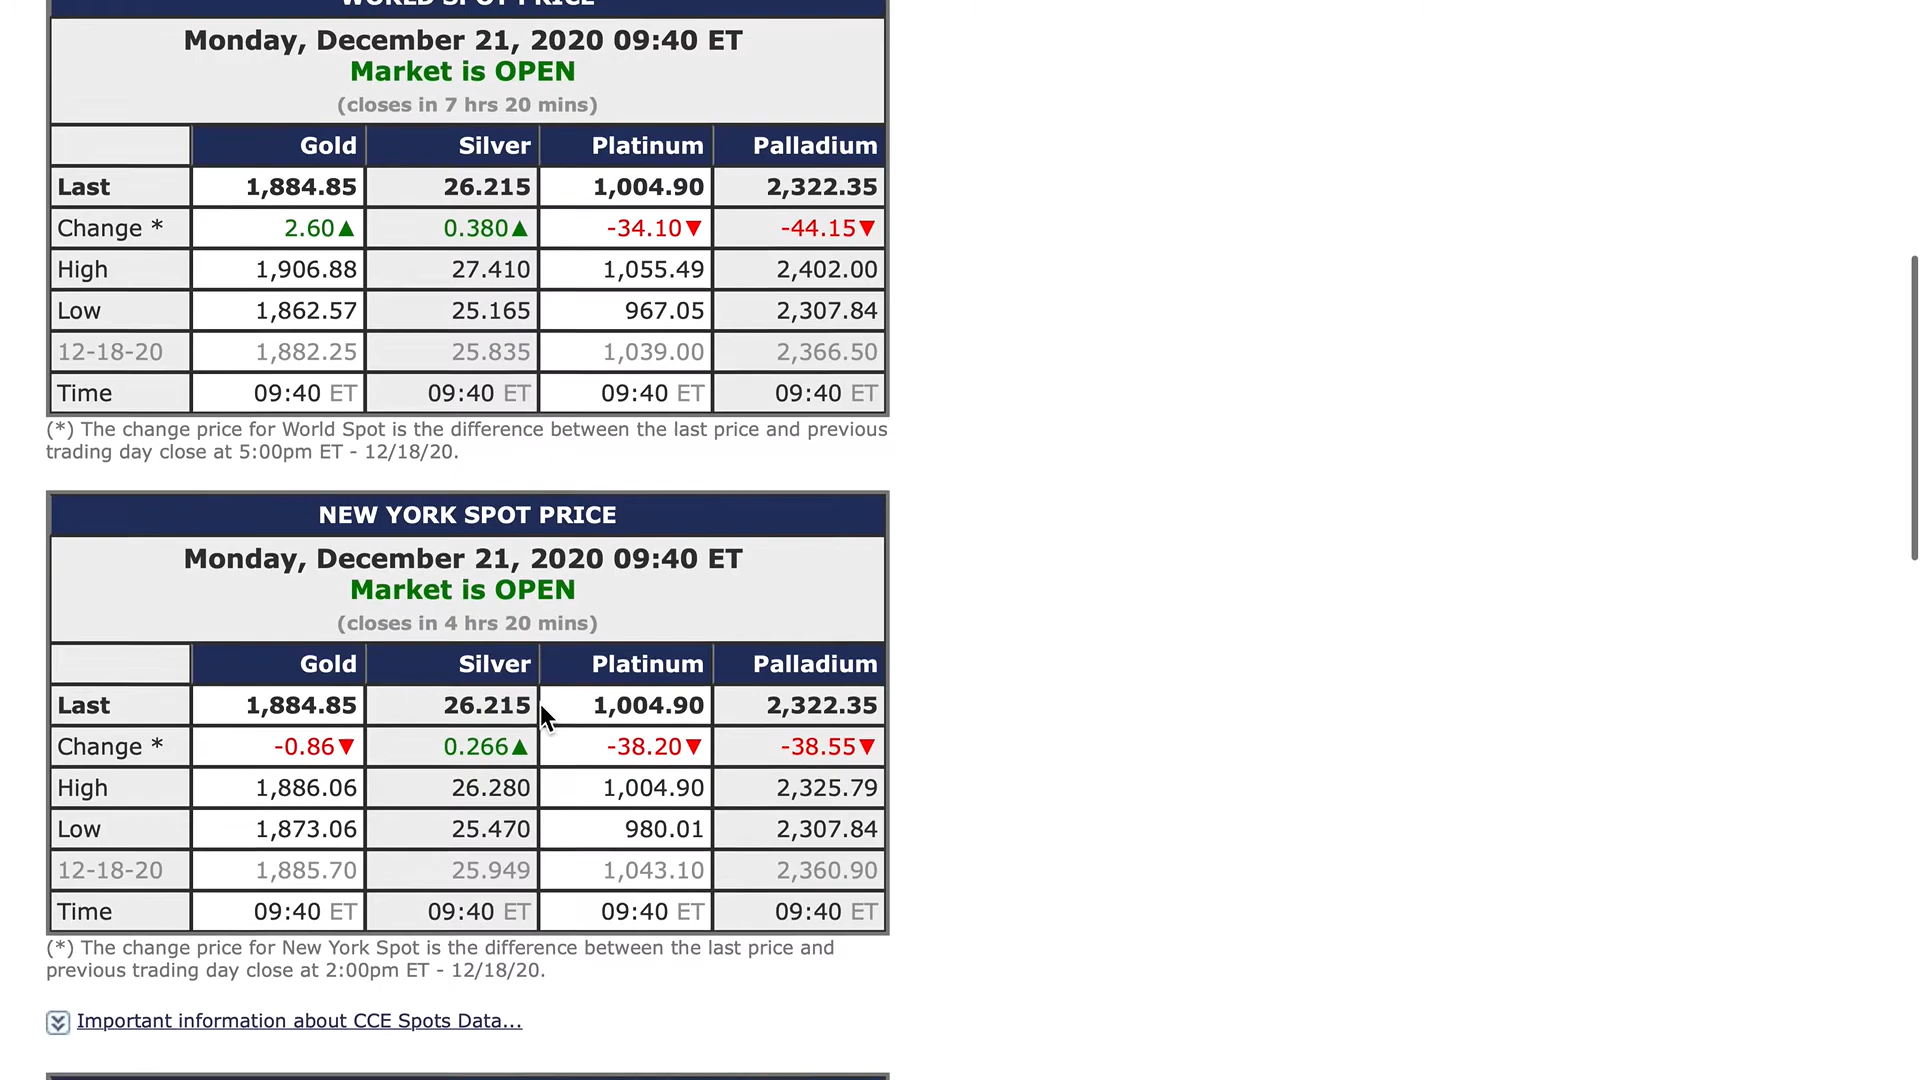 WORLD SPOT PRICE
Monday, December 21, 2020 09:40 ET
Market is OPEN
(closes in 7 hrs 20 mins)
Gold Silver Platinum Palladium
Last 1,884.85 26.215 1,004.90 2,322.35
Change * 2.60▲ 0.380▲ -34.10▼ -44.15▼
High 1,906.88 27.410 1,055.49 2,402.00
Low 1,862.57 25.165 967.05 2,307.84
12-18-20 1,882.25 25.835 1,039.00 2,366.50
Time 09:40 ET 09:40 ET 09:40 ET 09:40 ET
(*) The change price for World Spot is the difference between the last price and previous
trading day close at 5:00pm ET - 12/18/20.
NEW YORK SPOT PRICE
Monday, December 21, 2020 09:40 ET
Market is OPEN
(closes in 4 hrs 20 mins)
Gold Silver Platinum Palladium
Last 1,884.85 26.215 1,004.90 2,322.35
Change * -0.86▼ 0.266▲ -38.20▼ -38.55▼
High 1,886.06 26.280 1,004.90 2,325.79
Low 1,873.06 25.470 980.01 2,307.84
12-18-20 1,885.70 25.949 1,043.10 2,360.90
Time 09:40 ET 09:40 ET 09:40 ET 09:40 ET
(*) The change price for New York Spot is the difference between the last price and
previous trading day close at 2:00pm ET - 12/18/20.
Important information about CCE Spots Data...